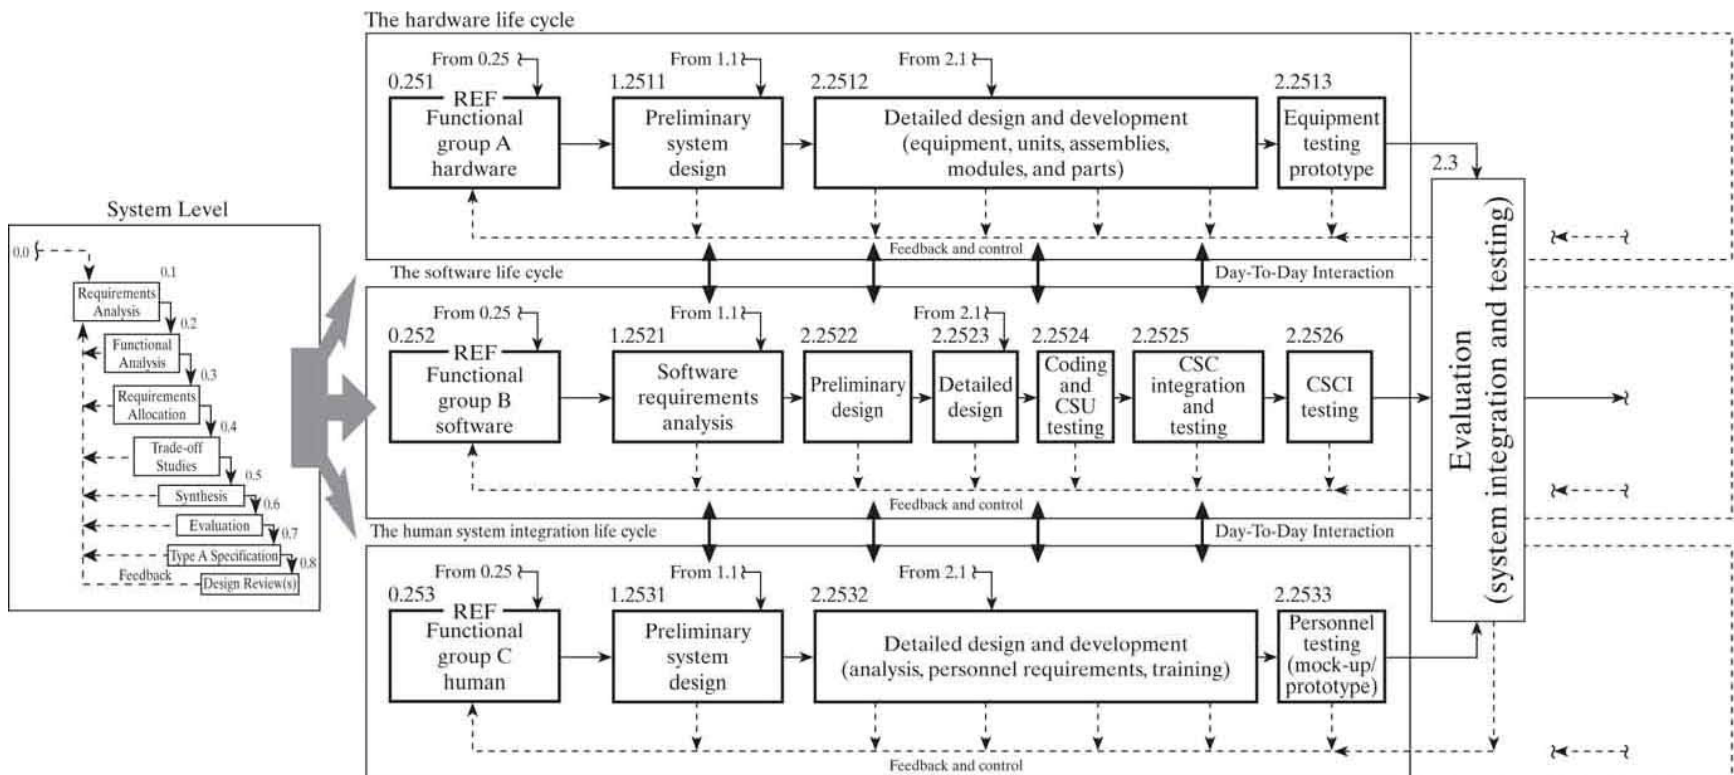 The hardware life cycle
From 0.25
From 1.1
From 2.1
0.251
1.2511
2.2512
2.2513
REF
Functional
group A
hardware
Preliminary
system
design
Detailed design and development
(equipment, units, assemblies,
modules, and parts)
Equipment
testing
prototype
Feedback and control
System Level
0.0
0.1
Requirements
Analysis
0.2
Functional
Analysis
0.3
Requirements
Allocation
0.4
Trade-off
Studies
0.5
Synthesis
0.6
Evaluation
0.7
Type A Specification
0.8
Feedback
Design Review(s)
The software life cycle
Day-To-Day Interaction
From 0.25
From 1.1
From 2.1
0.252
1.2521
2.2522
2.2523
2.2524
2.2525
2.2526
REF
Functional
group B
software
Software
requirements
analysis
Preliminary
design
Detailed
design
Coding
and
CSU
testing
CSC
integration
and
testing
CSCI
testing
Feedback and control
The human system integration life cycle
Day-To-Day Interaction
From 0.25
From 1.1
From 2.1
0.253
1.2531
2.2532
2.2533
REF
Functional
group C
human
Preliminary
system
design
Detailed design and development
(analysis, personnel requirements, training)
Personnel
testing
(mock-up/
prototype)
Feedback and control
2.3
Evaluation
(system integration and testing)